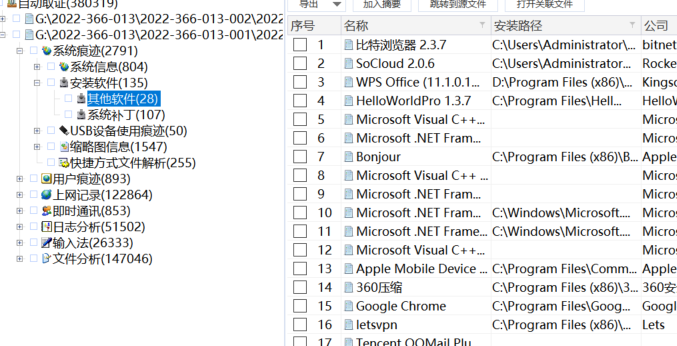 自动取证(380319)
G:\2022-366-013\2022-366-013-002\2022
G:\2022-366-013\2022-366-013-001\2022
系统痕迹(2791)
系统信息(804)
安装软件(135)
其他软件(28)
系统补丁(107)
USB设备使用痕迹(50)
缩略图信息(1547)
快捷方式文件解析(255)
用户痕迹(893)
上网记录(122864)
即时通讯(853)
日志分析(51502)
输入法(26333)
文件分析(147046)
导出 加入摘要 跳转到源文件 打开关联文件
序号 名称 安装路径 公司
1 比特浏览器 2.3.7 C:\Users\Administrator\... bitnet
2 SoCloud 2.0.6 C:\Users\Administrator\... Rocke
3 WPS Office (11.1.0.1... D:\Program Files (x86)\... Kingso
4 HelloWorldPro 1.3.7 C:\Program Files\Hell... HelloW
5 Microsoft Visual C++... Micros
6 Microsoft .NET Fram... Micros
7 Bonjour C:\Program Files (x86)\B... Apple
8 Microsoft Visual C++ ... Micros
9 Microsoft .NET Fram... Micros
10 Microsoft .NET Fram... C:\Windows\Microsoft.... Micros
11 Microsoft .NET Frame... C:\Windows\Microsoft.... Micros
12 Microsoft Visual C++... Micros
13 Apple Mobile Device ... C:\Program Files\Comm... Apple
14 360压缩 C:\Program Files (x86)\3... 360安
15 Google Chrome C:\Program Files\Goog... Google
16 letsvpn C:\Program Files (x86)\... Lets
17 Tencent QQMail Plu